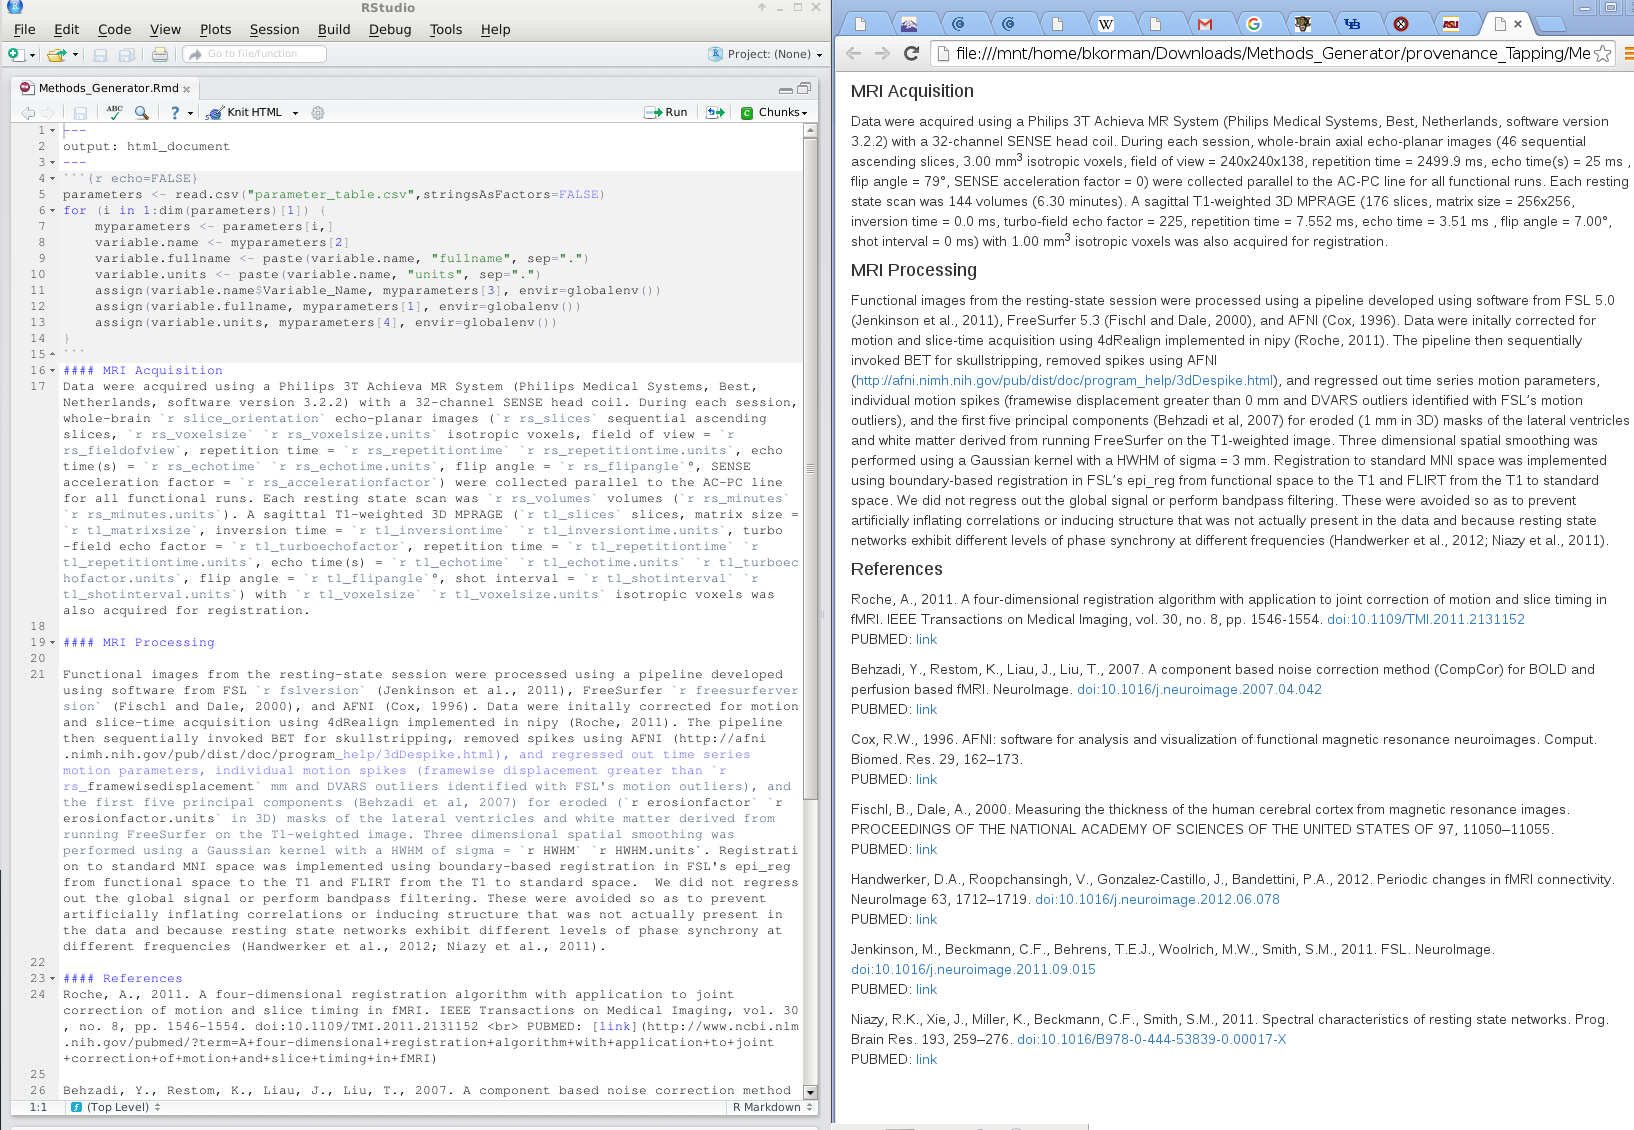 RStudio
File Edit Code View Plots Session Build Debug Tools Help
Go to file/function
Project: (None)
Methods_Generator.Rmd
ABC
?
Knit HTML
Run
Chunks
1 ---
2 output: html_document
3 ---
4 ```{r echo=FALSE}
5 parameters <- read.csv("parameter_table.csv",stringsAsFactors=FALSE)
6 for (i in 1:dim(parameters)[1]) {
7 myparameters <- parameters[i,]
8 variable.name <- myparameters[2]
9 variable.fullname <- paste(variable.name, "fullname", sep=".")
10 variable.units <- paste(variable.name, "units", sep=".")
11 assign(variable.name$Variable_Name, myparameters[3], envir=globalenv())
12 assign(variable.fullname, myparameters[1], envir=globalenv())
13 assign(variable.units, myparameters[4], envir=globalenv())
14 }
15 ```
16 #### MRI Acquisition
17 Data were acquired using a Philips 3T Achieva MR System (Philips Medical Systems, Best,
Netherlands, software version 3.2.2) with a 32-channel SENSE head coil. During each session,
whole-brain `r slice_orientation` echo-planar images (`r rs_slices` sequential ascending
slices, `r rs_voxelsize` `r rs_voxelsize.units` isotropic voxels, field of view = `r
rs_fieldofview`, repetition time = `r rs_repetitiontime` `r rs_repetitiontime.units`, echo
time(s) = `r rs_echotime` `r rs_echotime.units`, flip angle = `r rs_flipangle`°, SENSE
acceleration factor = `r rs_accelerationfactor`) were collected parallel to the AC-PC line
for all functional runs. Each resting state scan was `r rs_volumes` volumes (`r rs_minutes`
`r rs_minutes.units`). A sagittal T1-weighted 3D MPRAGE (`r t1_slices` slices, matrix size =
`r t1_matrixsize`, inversion time = `r t1_inversiontime` `r t1_inversiontime.units`, turbo
-field echo factor = `r t1_turboechofactor`, repetition time = `r t1_repetitiontime` `r
t1_repetitiontime.units`, echo time(s) = `r t1_echotime` `r t1_echotime.units` `r t1_turboec
hofactor.units`, flip angle = `r t1_flipangle`°, shot interval = `r t1_shotinterval` `r
t1_shotinterval.units`) with `r t1_voxelsize` `r t1_voxelsize.units` isotropic voxels was
also acquired for registration.
18
19 #### MRI Processing
20
21 Functional images from the resting-state session were processed using a pipeline developed
using software from FSL `r fslversion` (Jenkinson et al., 2011), FreeSurfer `r freesurferver
sion` (Fischl and Dale, 2000), and AFNI (Cox, 1996). Data were initally corrected for motion
and slice-time acquisition using 4dRealign implemented in nipy (Roche, 2011). The pipeline
then sequentially invoked BET for skullstripping, removed spikes using AFNI (http://afni
.nimh.nih.gov/pub/dist/doc/program_help/3dDespike.html), and regressed out time series
motion parameters, individual motion spikes (framewise displacement greater than `r
rs_framewisedisplacement` mm and DVARS outliers identified with FSL's motion outliers), and
the first five principal components (Behzadi et al, 2007) for eroded (`r erosionfactor` `r
erosionfactor.units` in 3D) masks of the lateral ventricles and white matter derived from
running FreeSurfer on the T1-weighted image. Three dimensional spatial smoothing was
performed using a Gaussian kernel with a HWHM of sigma = `r HWHM` `r HWHM.units`. Registrati
on to standard MNI space was implemented using boundary-based registration in FSL's epi_reg
from functional space to the T1 and FLIRT from the T1 to standard space.  We did not regress
out the global signal or perform bandpass filtering. These were avoided so as to prevent
artificially inflating correlations or inducing structure that was not actually present in
the data and because resting state networks exhibit different levels of phase synchrony at
different frequencies (Handwerker et al., 2012; Niazy et al., 2011).
22
23 #### References
24 Roche, A., 2011. A four-dimensional registration algorithm with application to joint
correction of motion and slice timing in fMRI. IEEE Transactions on Medical Imaging, vol. 30
, no. 8, pp. 1546-1554. doi:10.1109/TMI.2011.2131152 <br> PUBMED: [link](http://www.ncbi.nlm
.nih.gov/pubmed/?term=A+four-dimensional+registration+algorithm+with+application+to+joint
+correction+of+motion+and+slice+timing+in+fMRI)
25
26 Behzadi, Y., Restom, K., Liau, J., Liu, T., 2007. A component based noise correction method
1:1 (Top Level) R Markdown
W G UB ASU
file:///mnt/home/bkorman/Downloads/Methods_Generator/provenance_Tapping/Me
MRI Acquisition
Data were acquired using a Philips 3T Achieva MR System (Philips Medical Systems, Best, Netherlands, software version
3.2.2) with a 32-channel SENSE head coil. During each session, whole-brain axial echo-planar images (46 sequential
ascending slices, 3.00 mm³ isotropic voxels, field of view = 240x240x138, repetition time = 2499.9 ms, echo time(s) = 25 ms ,
flip angle = 79°, SENSE acceleration factor = 0) were collected parallel to the AC-PC line for all functional runs. Each resting
state scan was 144 volumes (6.30 minutes). A sagittal T1-weighted 3D MPRAGE (176 slices, matrix size = 256x256,
inversion time = 0.0 ms, turbo-field echo factor = 225, repetition time = 7.552 ms, echo time = 3.51 ms , flip angle = 7.00°,
shot interval = 0 ms) with 1.00 mm³ isotropic voxels was also acquired for registration.
MRI Processing
Functional images from the resting-state session were processed using a pipeline developed using software from FSL 5.0
(Jenkinson et al., 2011), FreeSurfer 5.3 (Fischl and Dale, 2000), and AFNI (Cox, 1996). Data were initally corrected for
motion and slice-time acquisition using 4dRealign implemented in nipy (Roche, 2011). The pipeline then sequentially
invoked BET for skullstripping, removed spikes using AFNI
(http://afni.nimh.nih.gov/pub/dist/doc/program_help/3dDespike.html), and regressed out time series motion parameters,
individual motion spikes (framewise displacement greater than 0 mm and DVARS outliers identified with FSL's motion
outliers), and the first five principal components (Behzadi et al, 2007) for eroded (1 mm in 3D) masks of the lateral ventricles
and white matter derived from running FreeSurfer on the T1-weighted image. Three dimensional spatial smoothing was
performed using a Gaussian kernel with a HWHM of sigma = 3 mm. Registration to standard MNI space was implemented
using boundary-based registration in FSL's epi_reg from functional space to the T1 and FLIRT from the T1 to standard
space. We did not regress out the global signal or perform bandpass filtering. These were avoided so as to prevent
artificially inflating correlations or inducing structure that was not actually present in the data and because resting state
networks exhibit different levels of phase synchrony at different frequencies (Handwerker et al., 2012; Niazy et al., 2011).
References
Roche, A., 2011. A four-dimensional registration algorithm with application to joint correction of motion and slice timing in
fMRI. IEEE Transactions on Medical Imaging, vol. 30, no. 8, pp. 1546-1554. doi:10.1109/TMI.2011.2131152
PUBMED: link
Behzadi, Y., Restom, K., Liau, J., Liu, T., 2007. A component based noise correction method (CompCor) for BOLD and
perfusion based fMRI. NeuroImage. doi:10.1016/j.neuroimage.2007.04.042
PUBMED: link
Cox, R.W., 1996. AFNI: software for analysis and visualization of functional magnetic resonance neuroimages. Comput.
Biomed. Res. 29, 162–173.
PUBMED: link
Fischl, B., Dale, A., 2000. Measuring the thickness of the human cerebral cortex from magnetic resonance images.
PROCEEDINGS OF THE NATIONAL ACADEMY OF SCIENCES OF THE UNITED STATES OF 97, 11050–11055.
PUBMED: link
Handwerker, D.A., Roopchansingh, V., Gonzalez-Castillo, J., Bandettini, P.A., 2012. Periodic changes in fMRI connectivity.
NeuroImage 63, 1712–1719. doi:10.1016/j.neuroimage.2012.06.078
PUBMED: link
Jenkinson, M., Beckmann, C.F., Behrens, T.E.J., Woolrich, M.W., Smith, S.M., 2011. FSL. NeuroImage.
doi:10.1016/j.neuroimage.2011.09.015
PUBMED: link
Niazy, R.K., Xie, J., Miller, K., Beckmann, C.F., Smith, S.M., 2011. Spectral characteristics of resting state networks. Prog.
Brain Res. 193, 259–276. doi:10.1016/B978-0-444-53839-0.00017-X
PUBMED: link